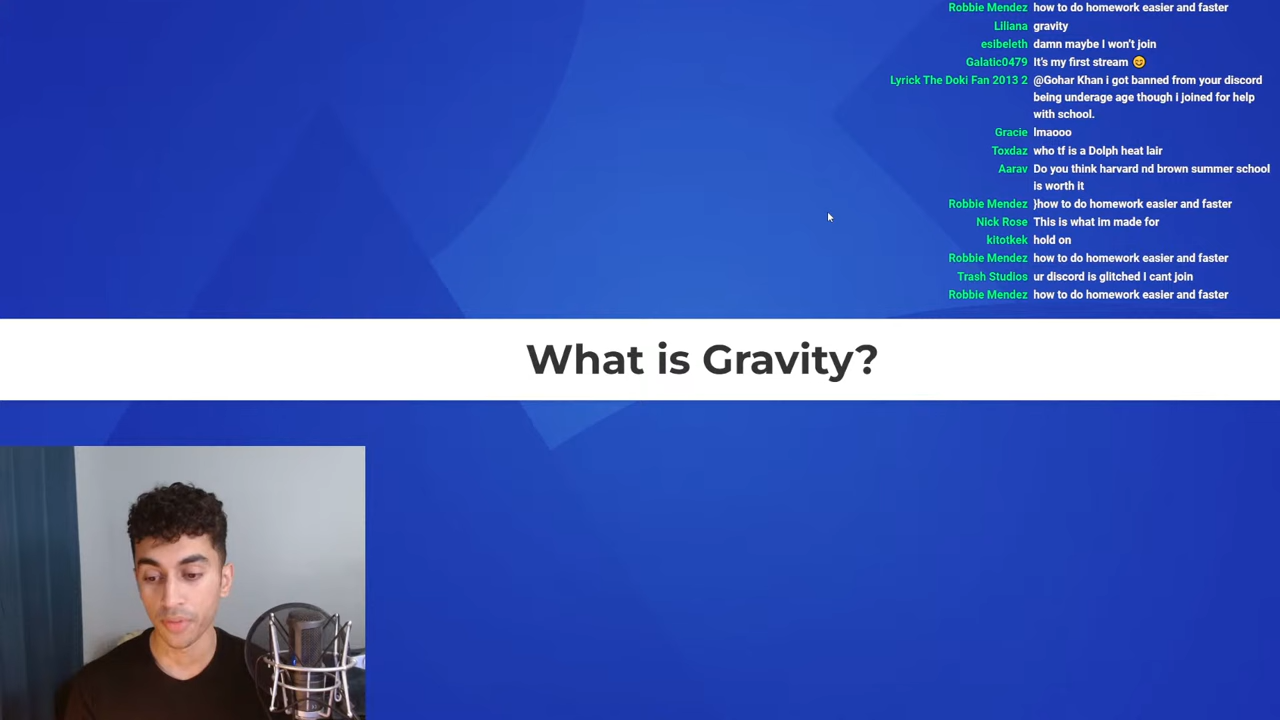 Robbie Mendez how to do homework easier and faster
Liliana gravity
esibeleth damn maybe I won't join
Galatic0479 It's my first stream 😊
Lyrick The Doki Fan 2013 2 @Gohar Khan i got banned from your discord
being underage age though i joined for help
with school.
Gracie lmaooo
Toxdaz who tf is a Dolph heat lair
Aarav Do you think harvard nd brown summer school
is worth it
Robbie Mendez }how to do homework easier and faster
Nick Rose This is what im made for
kitotkek hold on
Robbie Mendez how to do homework easier and faster
Trash Studios ur discord is glitched I cant join
Robbie Mendez how to do homework easier and faster
What is Gravity?